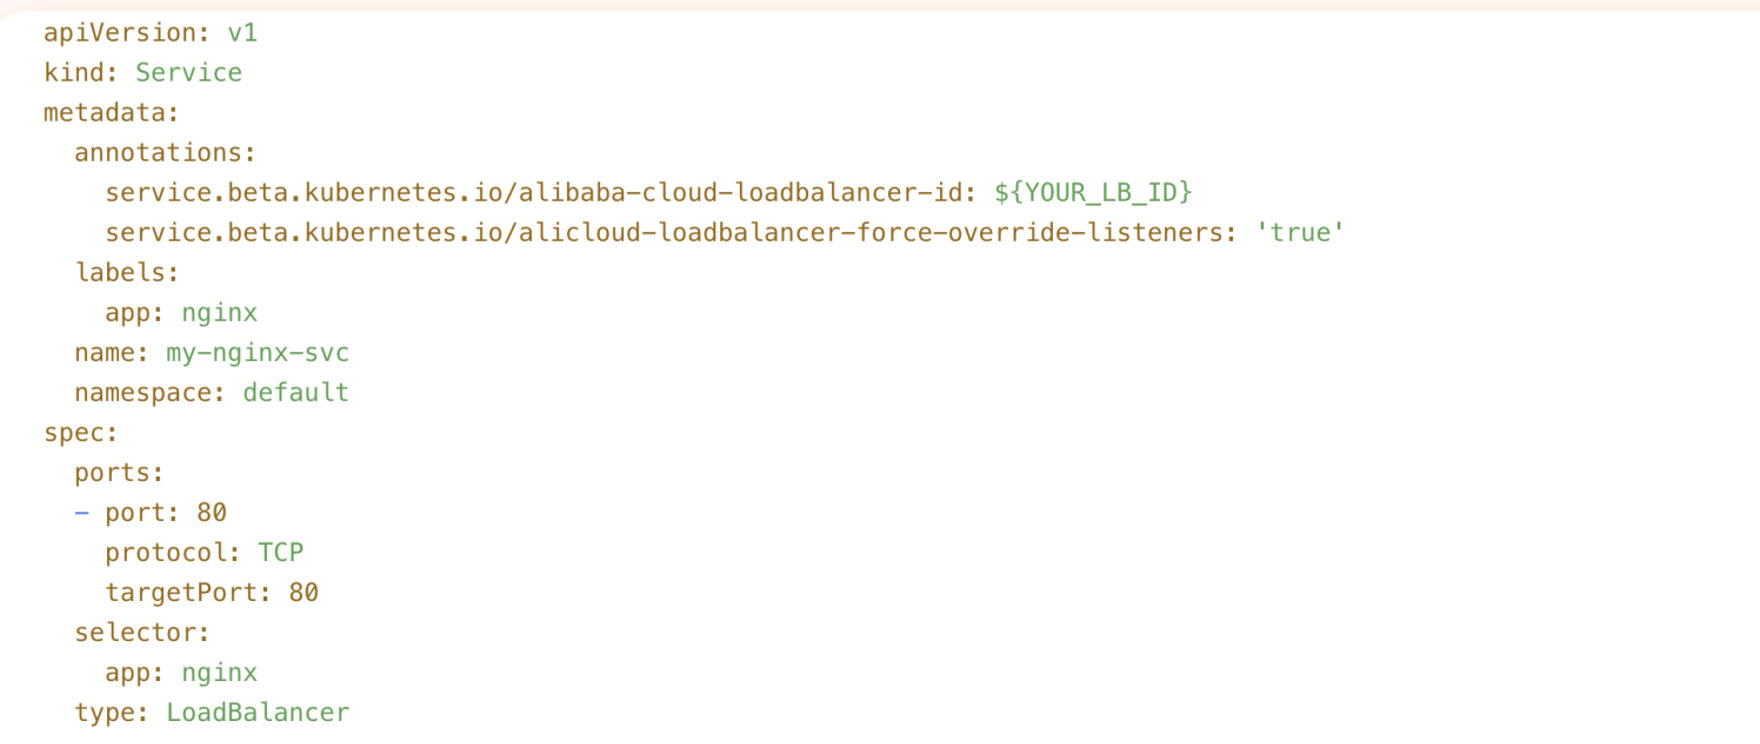 apiVersion: v1
kind: Service
metadata:
  annotations:
    service.beta.kubernetes.io/alibaba-cloud-loadbalancer-id: ${YOUR_LB_ID}
    service.beta.kubernetes.io/alicloud-loadbalancer-force-override-listeners: 'true'
  labels:
    app: nginx
  name: my-nginx-svc
  namespace: default
spec:
  ports:
  - port: 80
    protocol: TCP
    targetPort: 80
  selector:
    app: nginx
  type: LoadBalancer